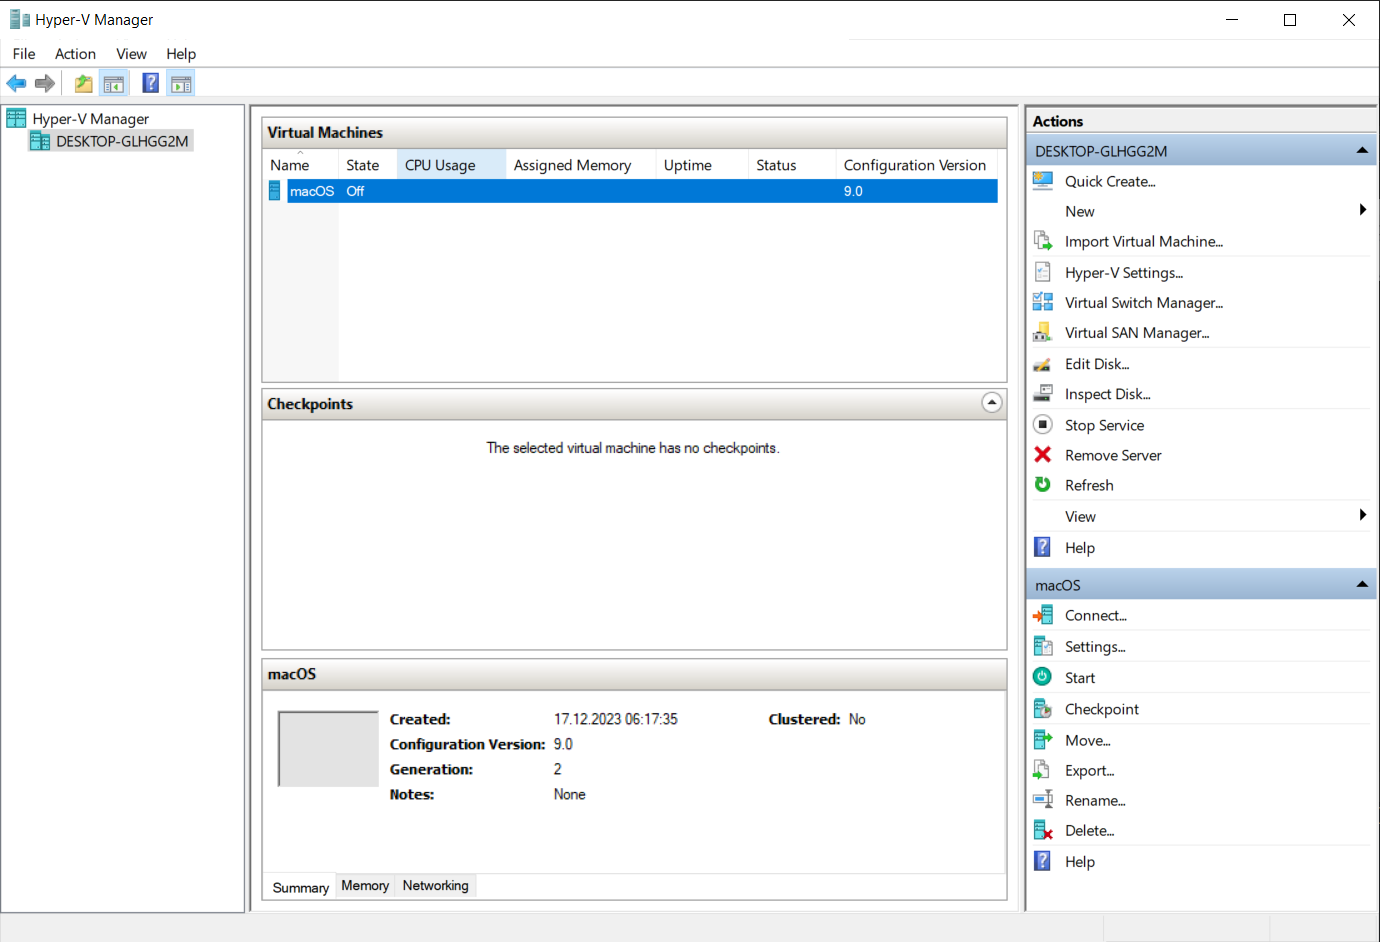 Hyper-V Manager
File Action View Help
Hyper-V Manager
DESKTOP-GLHGG2M
Virtual Machines
Name State CPU Usage Assigned Memory Uptime Status Configuration Version
macOS Off 9.0
Checkpoints
The selected virtual machine has no checkpoints.
macOS
Created: 17.12.2023 06:17:35 Clustered: No
Configuration Version: 9.0
Generation: 2
Notes: None
Summary Memory Networking
Actions
DESKTOP-GLHGG2M
Quick Create...
New
Import Virtual Machine...
Hyper-V Settings...
Virtual Switch Manager...
Virtual SAN Manager...
Edit Disk...
Inspect Disk...
Stop Service
Remove Server
Refresh
View
Help
macOS
Connect...
Settings...
Start
Checkpoint
Move...
Export...
Rename...
Delete...
Help